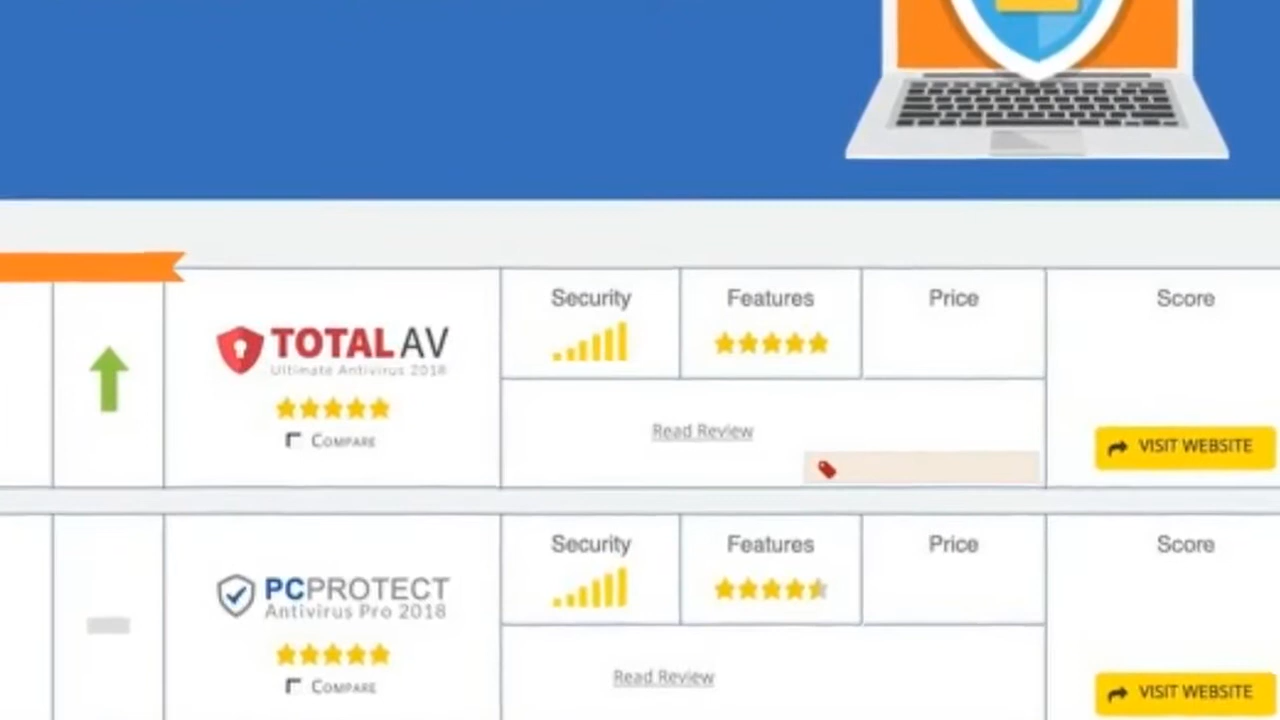 Security
Features
Price
Score
TOTAL AV
Ultimate Antivirus 2018
COMPARE
Read Review
VISIT WEBSITE
Security
Features
Price
Score
PCPROTECT
Antivirus Pro 2018
COMPARE
Read Review
VISIT WEBSITE